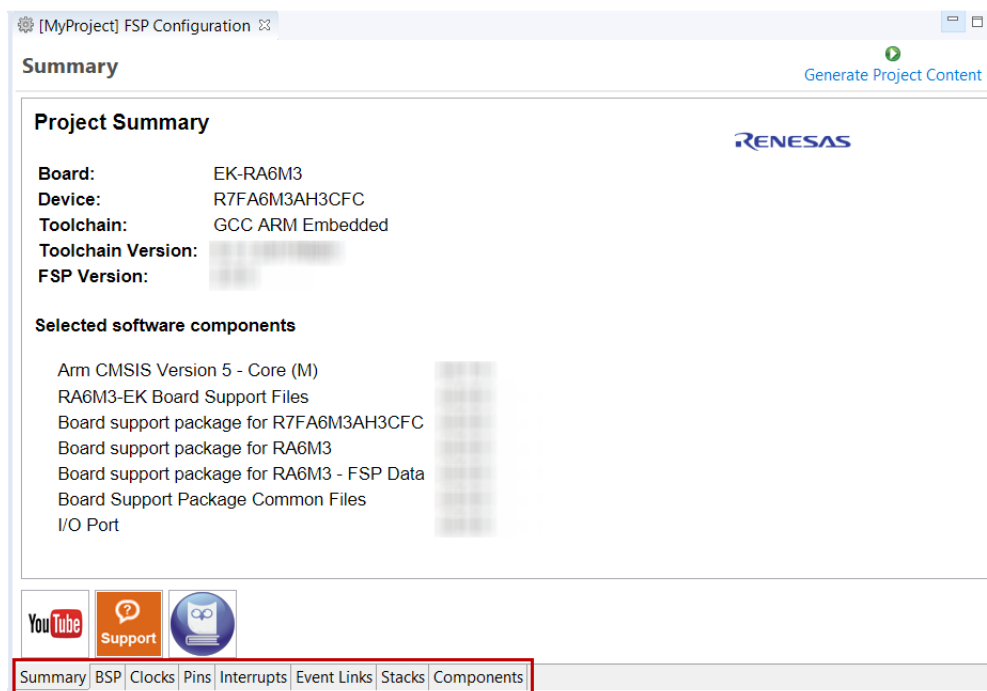 [MyProject] FSP Configuration
Summary
Generate Project Content
Project Summary
RENESAS
Board: EK-RA6M3
Device: R7FA6M3AH3CFC
Toolchain: GCC ARM Embedded
Toolchain Version:
FSP Version:
Selected software components
Arm CMSIS Version 5 - Core (M)
RA6M3-EK Board Support Files
Board support package for R7FA6M3AH3CFC
Board support package for RA6M3
Board support package for RA6M3 - FSP Data
Board Support Package Common Files
I/O Port
YouTube
Support
Summary BSP Clocks Pins Interrupts Event Links Stacks Components